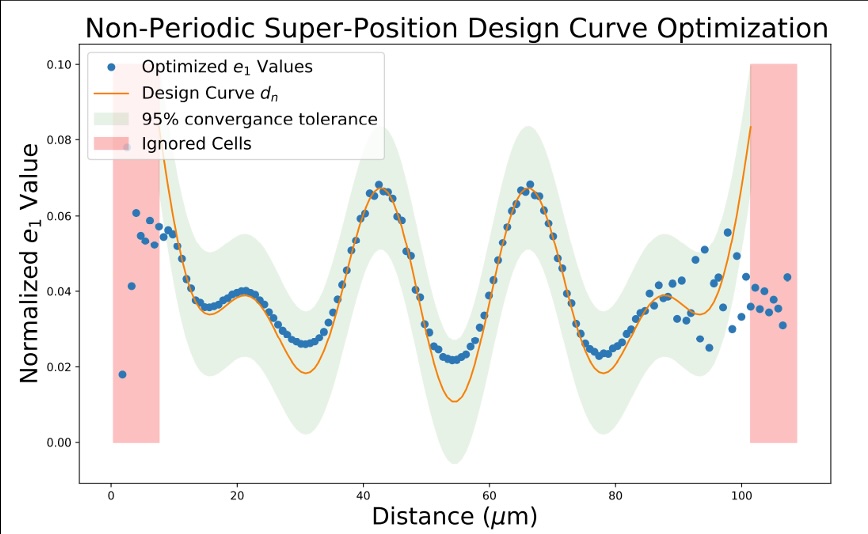 Non-Periodic Super-Position Design Curve Optimization
0.10
0.08
0.06
0.04
0.02
0.00
Normalized e₁ Value
Optimized e₁ Values
Design Curve dₙ
95% convergance tolerance
Ignored Cells
0 20 40 60 80 100
Distance (μm)